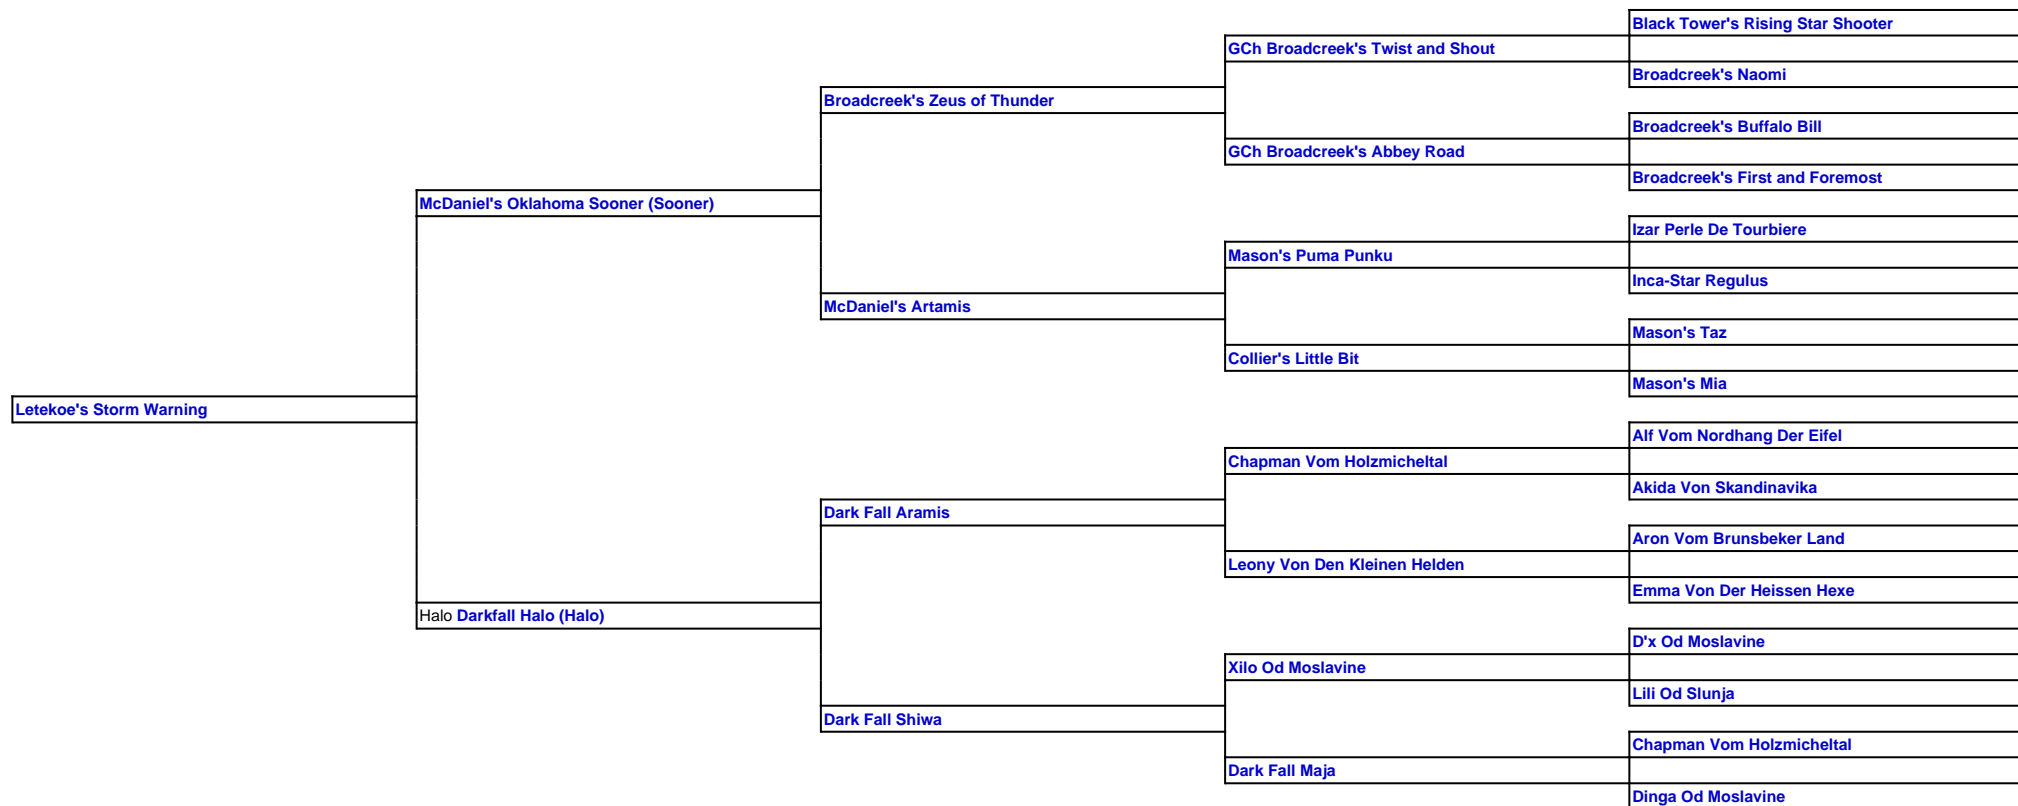 Black Tower's Rising Star Shooter
GCh Broadcreek's Twist and Shout
Broadcreek's Naomi
Broadcreek's Zeus of Thunder
Broadcreek's Buffalo Bill
GCh Broadcreek's Abbey Road
Broadcreek's First and Foremost
McDaniel's Oklahoma Sooner (Sooner)
Izar Perle De Tourbiere
Mason's Puma Punku
Inca-Star Regulus
McDaniel's Artamis
Mason's Taz
Collier's Little Bit
Mason's Mia
Letekoe's Storm Warning
Alf Vom Nordhang Der Eifel
Chapman Vom Holzmicheltal
Akida Von Skandinavika
Dark Fall Aramis
Aron Vom Brunsbeker Land
Leony Von Den Kleinen Helden
Emma Von Der Heissen Hexe
Halo Darkfall Halo (Halo)
D'x Od Moslavine
Xilo Od Moslavine
Lili Od Slunja
Dark Fall Shiwa
Chapman Vom Holzmicheltal
Dark Fall Maja
Dinga Od Moslavine